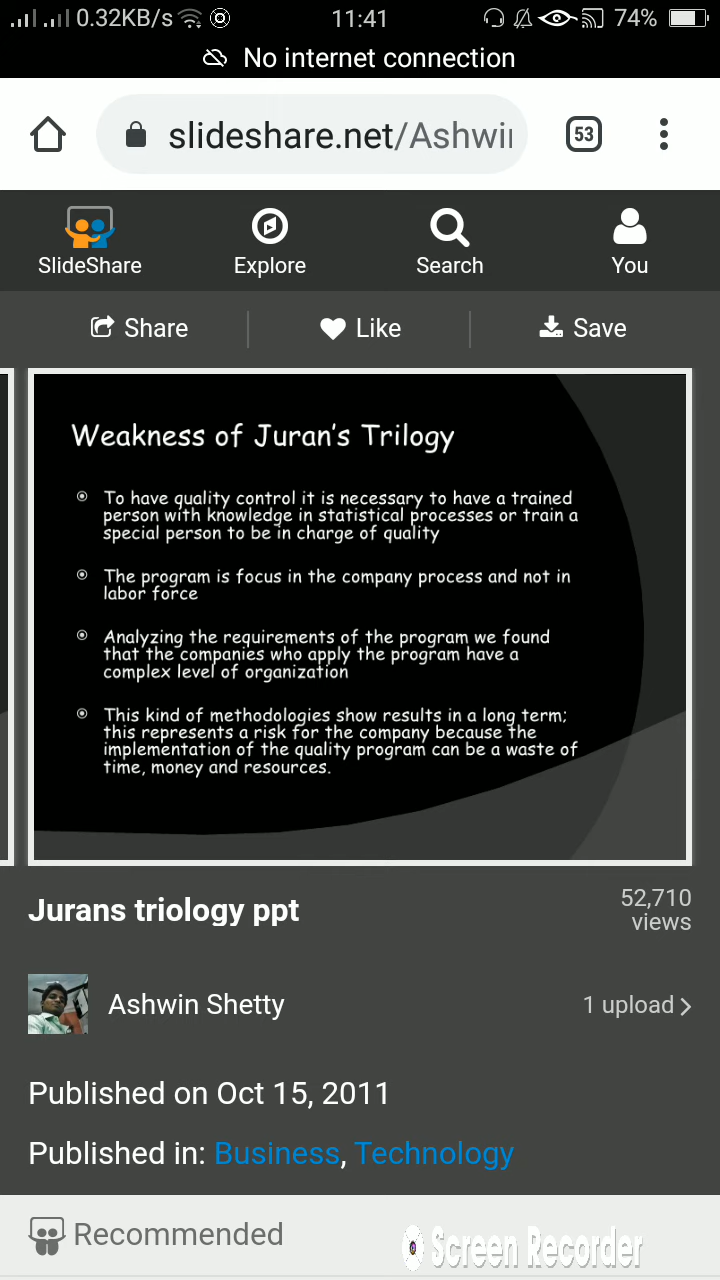 0.32KB/s 11:41 74%
No internet connection
slideshare.net/Ashwin
53
SlideShare Explore Search You
Share Like Save
Weakness of Juran's Trilogy
To have quality control it is necessary to have a trained
person with knowledge in statistical processes or train a
special person to be in charge of quality
The program is focus in the company process and not in
labor force
Analyzing the requirements of the program we found
that the companies who apply the program have a
complex level of organization
This kind of methodologies show results in a long term;
this represents a risk for the company because the
implementation of the quality program can be a waste of
time, money and resources.
Jurans triology ppt
52,710
views
Ashwin Shetty
1 upload
Published on Oct 15, 2011
Published in: Business, Technology
Recommended
Screen Recorder